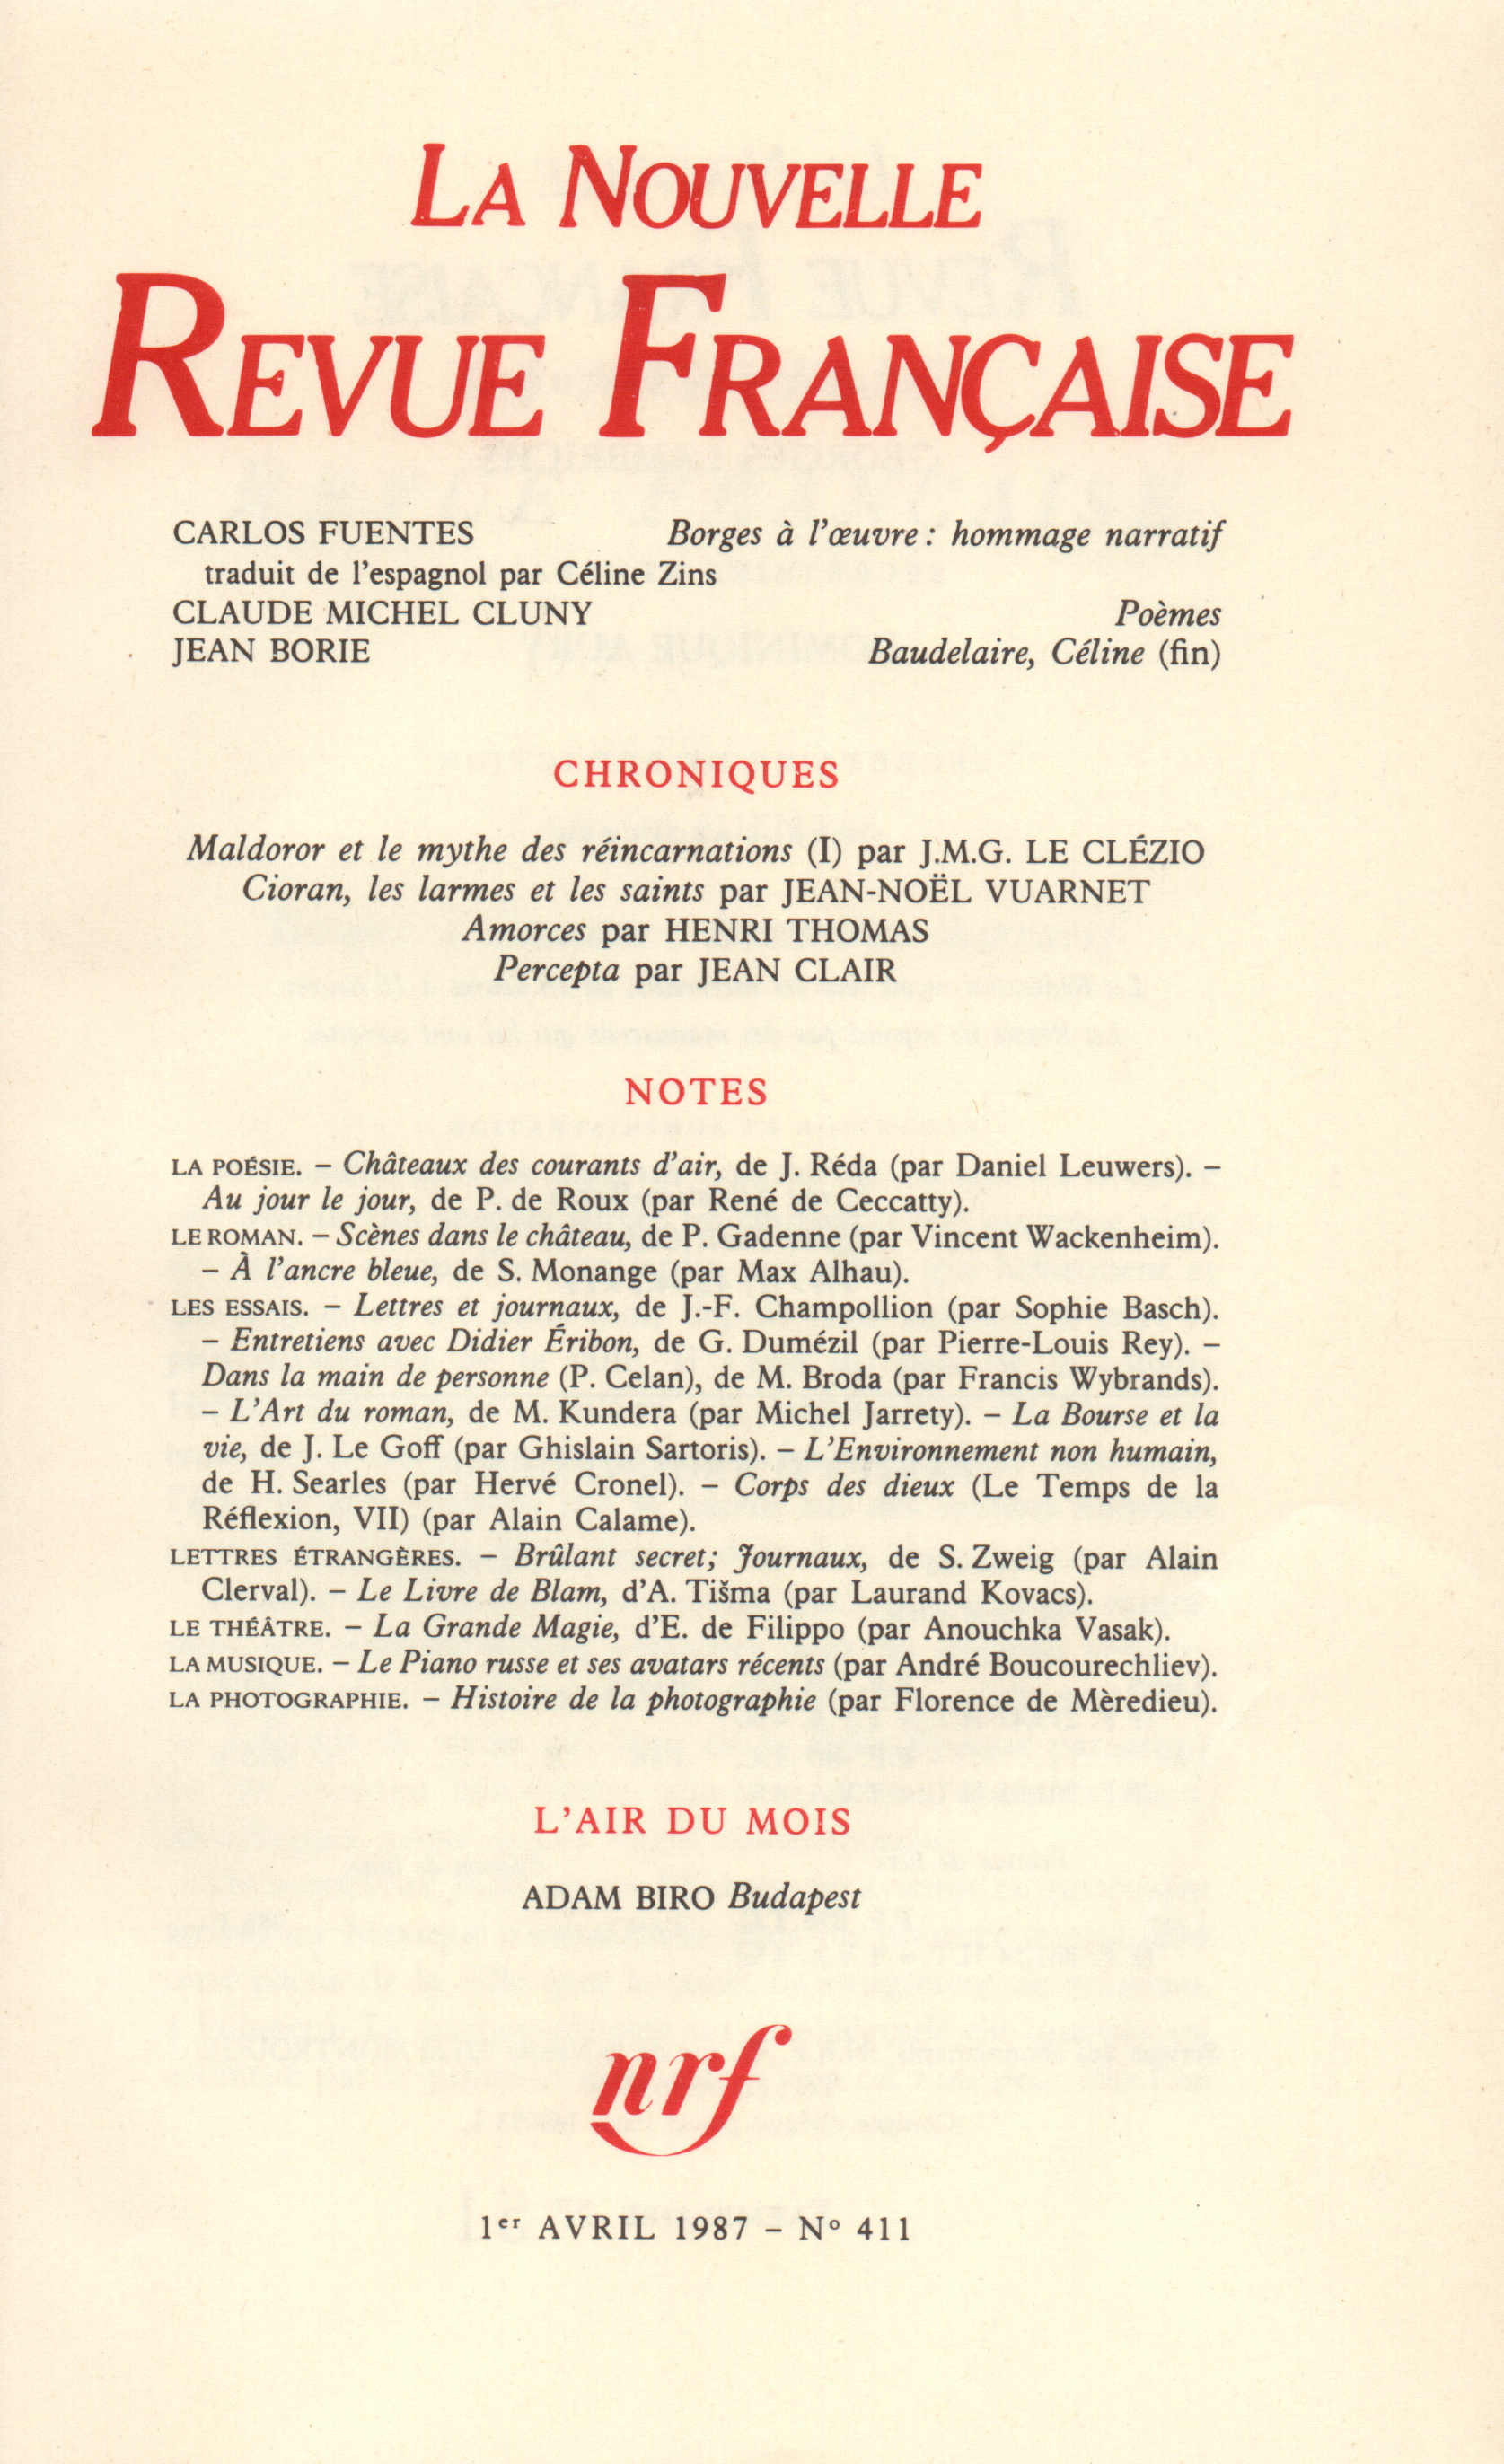 LA NOUVELLE
REVUE FRANÇAISE
CARLOS FUENTES Borges à l'œuvre : hommage narratif
traduit de l'espagnol par Céline Zins
CLAUDE MICHEL CLUNY Poèmes
JEAN BORIE Baudelaire, Céline (fin)
CHRONIQUES
Maldoror et le mythe des réincarnations (I) par J.M.G. LE CLÉZIO
Cioran, les larmes et les saints par JEAN-NOËL VUARNET
Amorces par HENRI THOMAS
Percepta par JEAN CLAIR
NOTES
LA POÉSIE. – Châteaux des courants d'air, de J. Réda (par Daniel Leuwers). –
Au jour le jour, de P. de Roux (par René de Ceccatty).
LE ROMAN. – Scènes dans le château, de P. Gadenne (par Vincent Wackenheim).
– À l'ancre bleue, de S. Monange (par Max Alhau).
LES ESSAIS. – Lettres et journaux, de J.-F. Champollion (par Sophie Basch).
– Entretiens avec Didier Éribon, de G. Dumézil (par Pierre-Louis Rey). –
Dans la main de personne (P. Celan), de M. Broda (par Francis Wybrands).
– L'Art du roman, de M. Kundera (par Michel Jarrety). – La Bourse et la
vie, de J. Le Goff (par Ghislain Sartoris). – L'Environnement non humain,
de H. Searles (par Hervé Cronel). – Corps des dieux (Le Temps de la
Réflexion, VII) (par Alain Calame).
LETTRES ÉTRANGÈRES. – Brûlant secret; Journaux, de S. Zweig (par Alain
Clerval). – Le Livre de Blam, d'A. Tišma (par Laurand Kovacs).
LE THÉÂTRE. – La Grande Magie, d'E. de Filippo (par Anouchka Vasak).
LA MUSIQUE. – Le Piano russe et ses avatars récents (par André Boucourechliev).
LA PHOTOGRAPHIE. – Histoire de la photographie (par Florence de Mèredieu).
L'AIR DU MOIS
ADAM BIRO Budapest
nrf
1er AVRIL 1987 – Nº 411